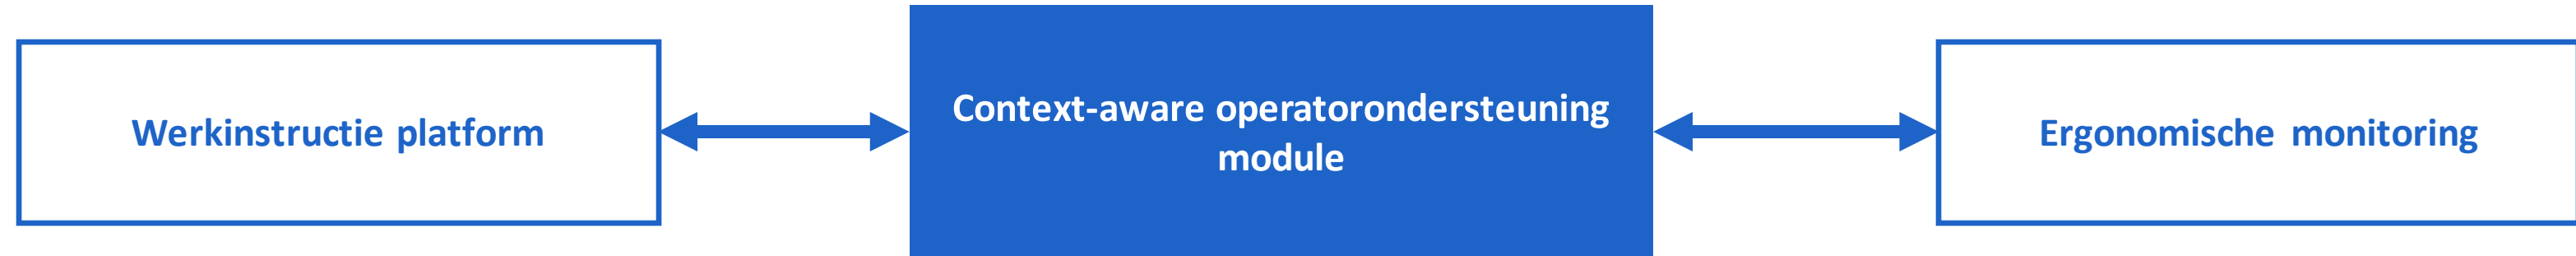 Werkinstructie platform
Context-aware operatorondersteuning
module
Ergonomische monitoring